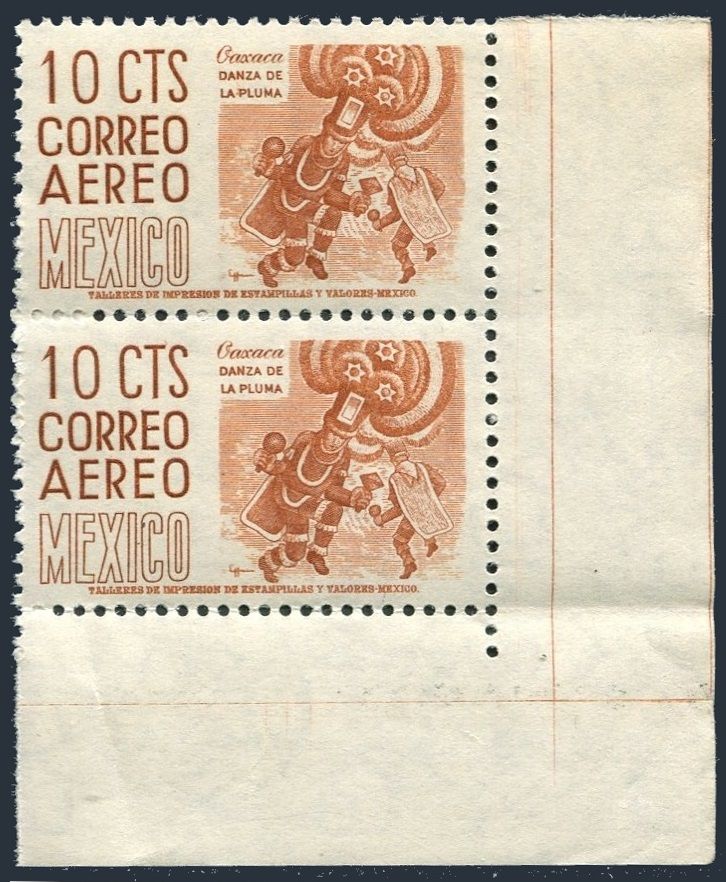 10 CTS
CORREO
AEREO
MEXICO
Oaxaca
DANZA DE
LA PLUMA
TALLERES DE IMPRESION DE ESTAMPILLAS Y VALORES-MEXICO.
10 CTS
CORREO
AEREO
MEXICO
Oaxaca
DANZA DE
LA PLUMA
TALLERES DE IMPRESION DE ESTAMPILLAS Y VALORES-MEXICO.